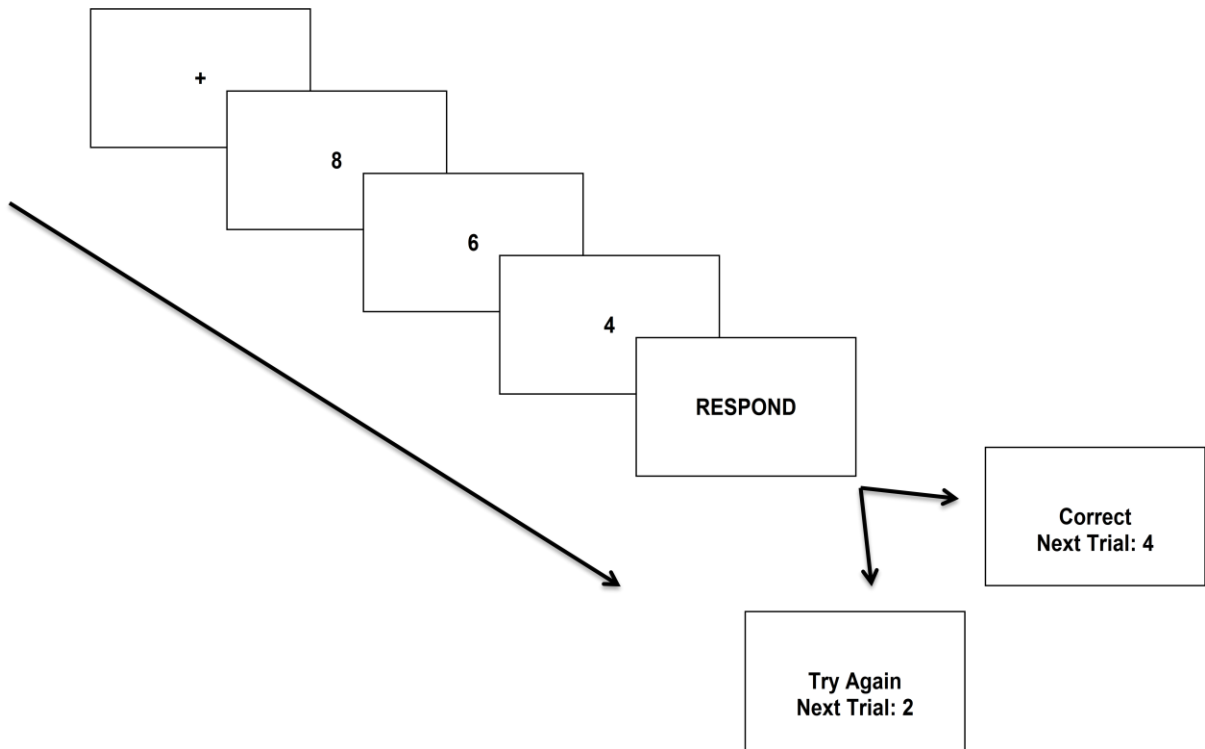 +
8
6
4
RESPOND
Correct
Next Trial: 4
Try Again
Next Trial: 2